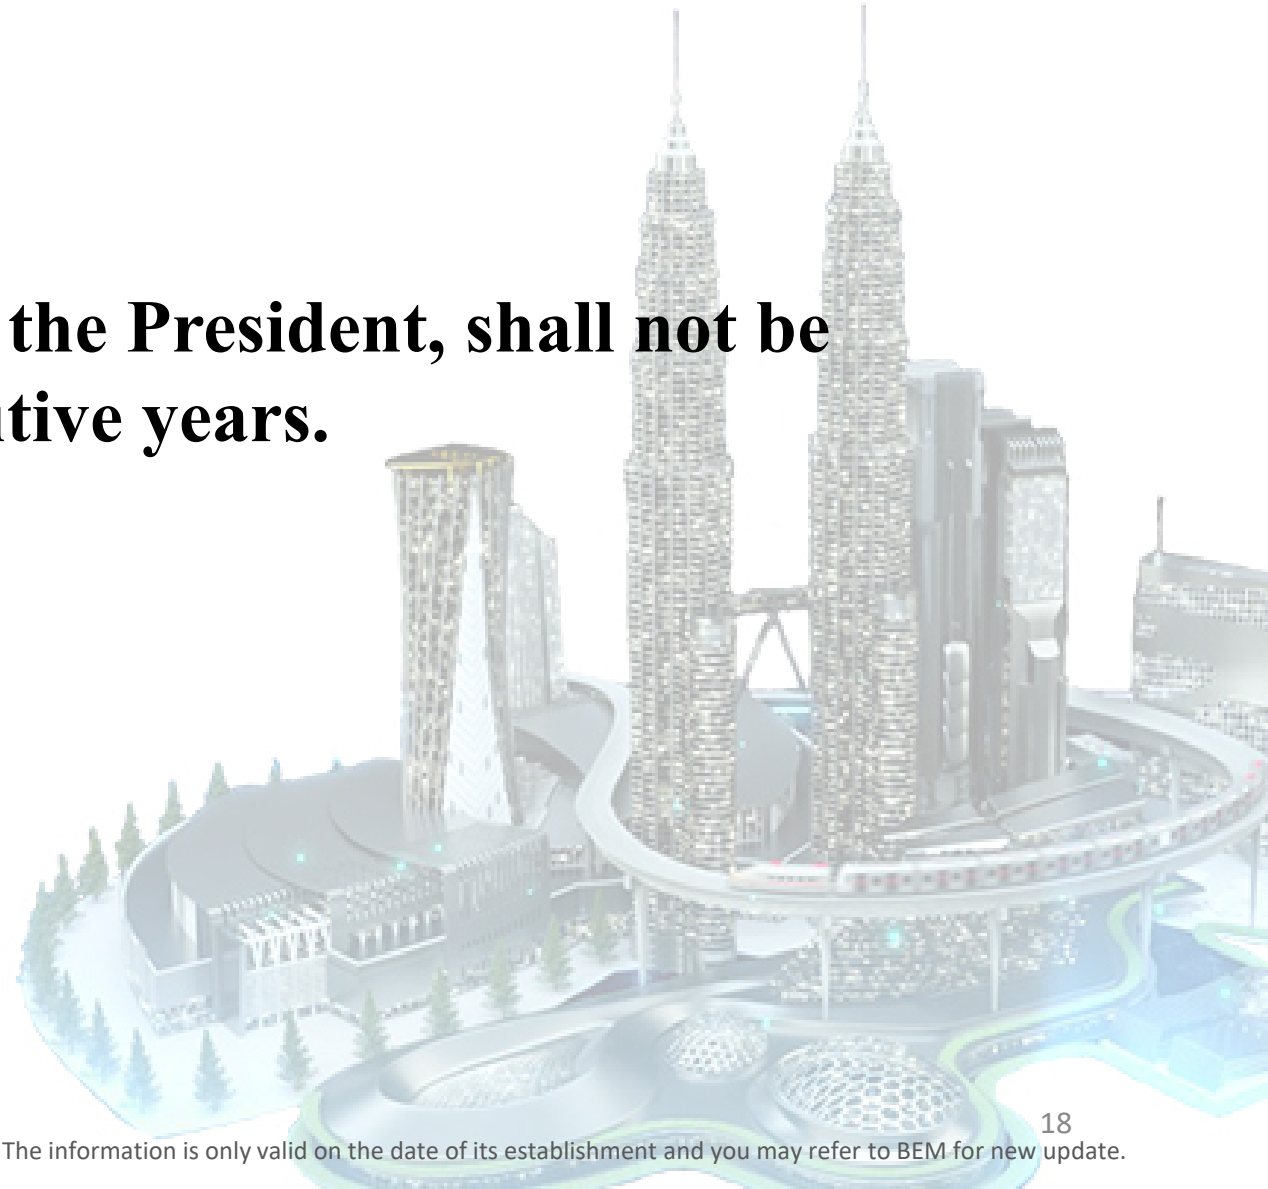 the President, shall not be
tive years.
18
The information is only valid on the date of its establishment and you may refer to BEM for new update.